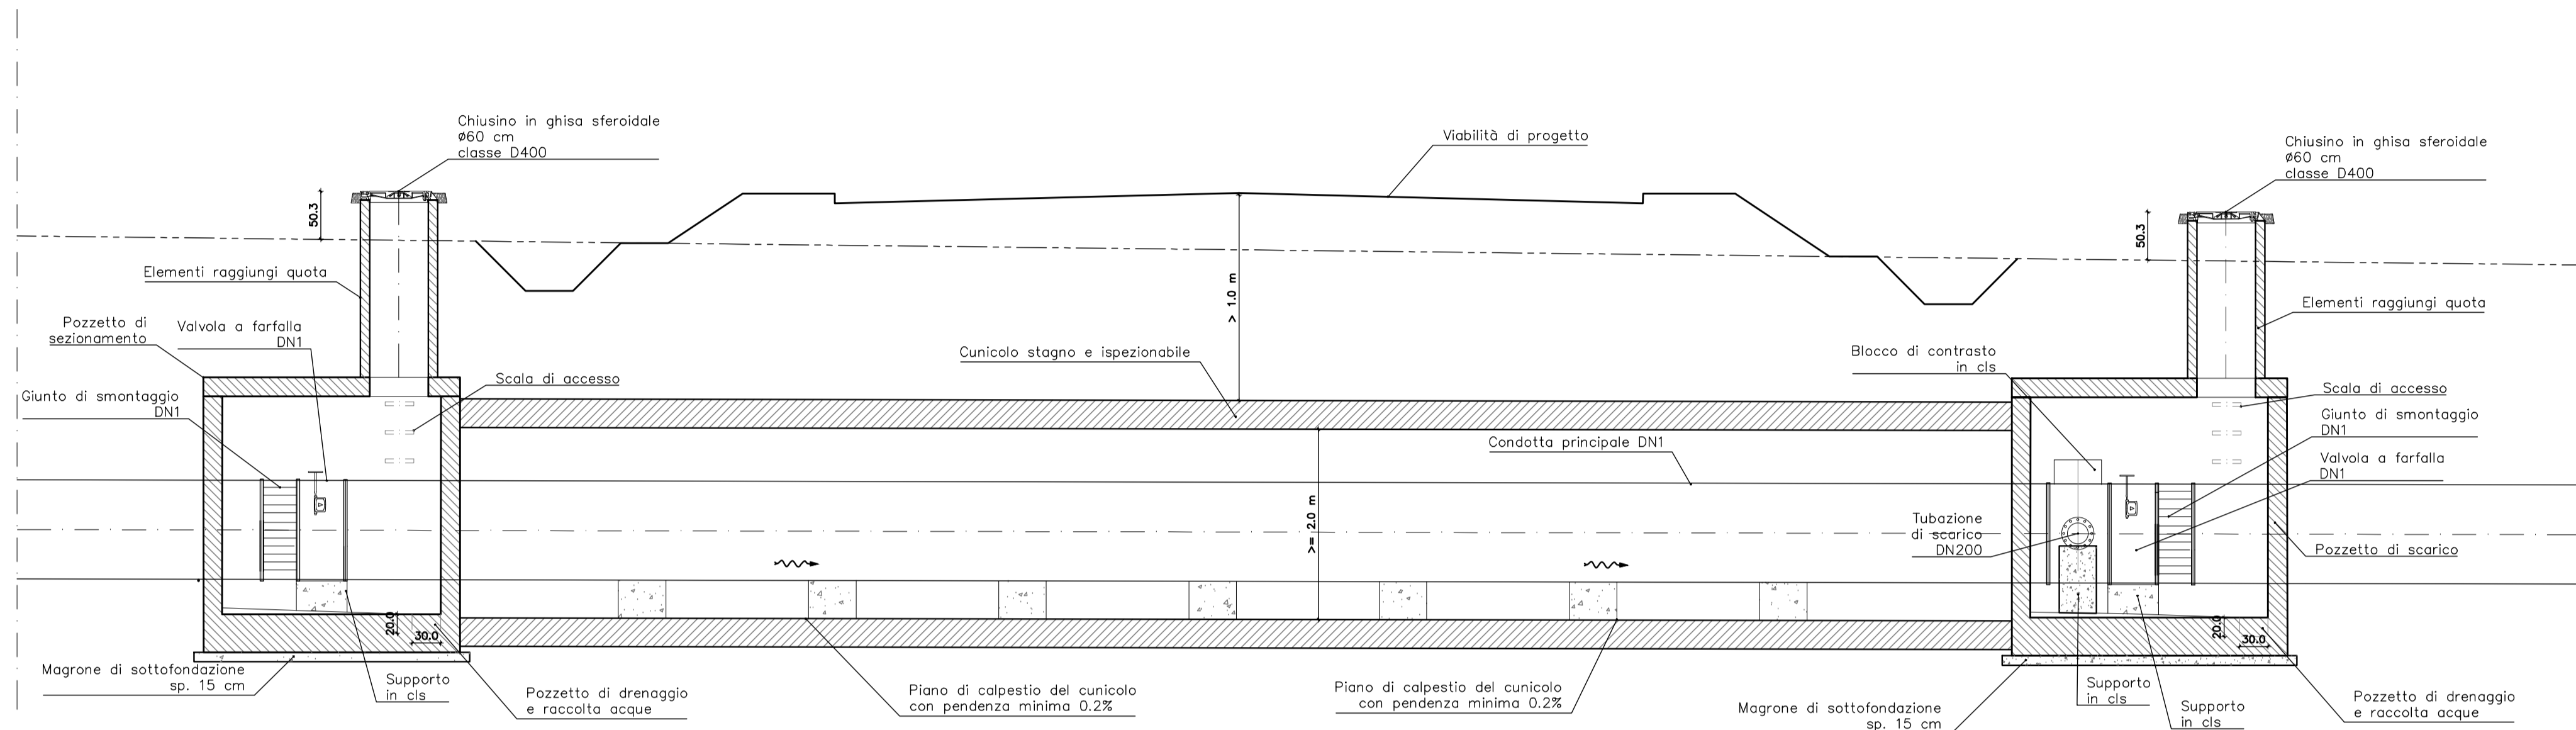 Chiusino in ghisa sferoidale
ø60 cm
classe D400
Viabilità di progetto
Chiusino in ghisa sferoidale
ø60 cm
classe D400
50.3
50.3
Elementi raggiungi quota
> 1.0 m
Elementi raggiungi quota
Pozzetto di
sezionamento
Valvola a farfalla
DN1
Cunicolo stagno e ispezionabile
Blocco di contrasto
in cls
Scala di accesso
Scala di accesso
Giunto di smontaggio
DN1
Giunto di smontaggio
DN1
Condotta principale DN1
Valvola a farfalla
DN1
>= 2.0 m
Tubazione
di scarico
DN200
Pozzetto di scarico
20.0
30.0
20.0
30.0
Magrone di sottofondazione
sp. 15 cm
Supporto
in cls
Pozzetto di drenaggio
e raccolta acque
Piano di calpestio del cunicolo
con pendenza minima 0.2%
Piano di calpestio del cunicolo
con pendenza minima 0.2%
Magrone di sottofondazione
sp. 15 cm
Supporto
in cls
Supporto
in cls
Pozzetto di drenaggio
e raccolta acque